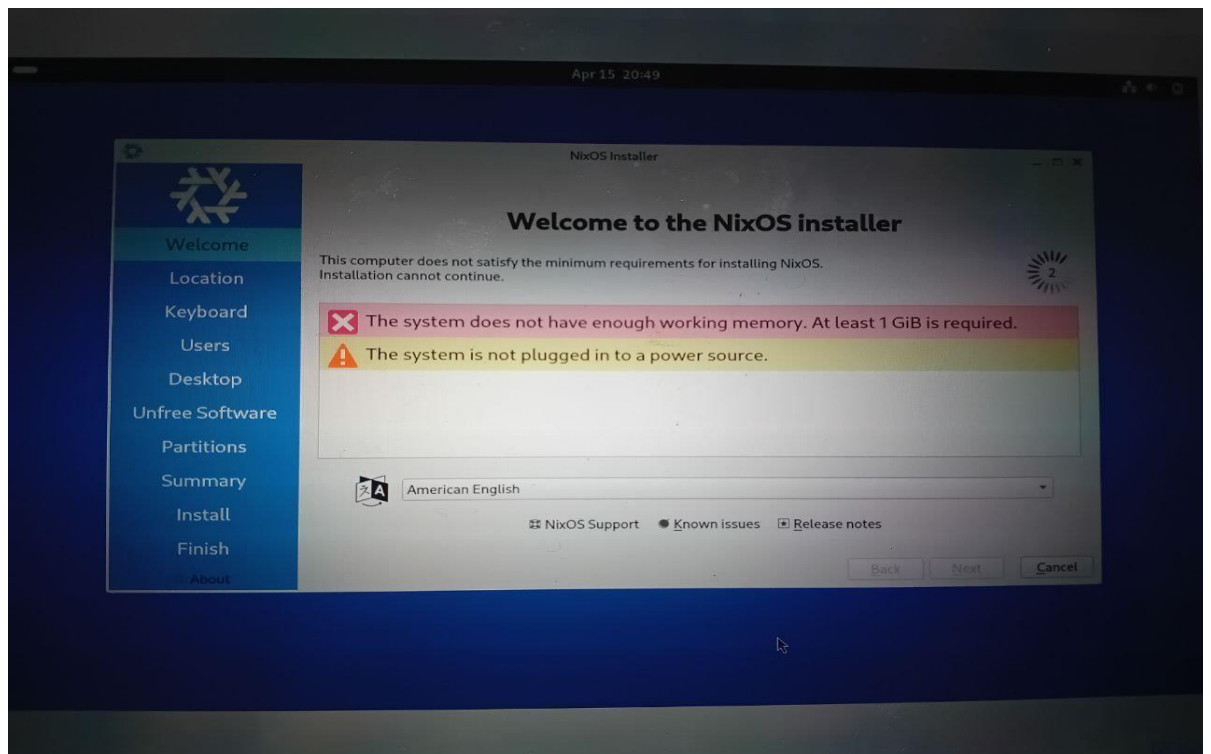 Apr 15 20:49
NixOS Installer
Welcome to the NixOS installer
This computer does not satisfy the minimum requirements for installing NixOS.
Installation cannot continue.
2
The system does not have enough working memory. At least 1 GiB is required.
The system is not plugged in to a power source.
Welcome
Location
Keyboard
Users
Desktop
Unfree Software
Partitions
Summary
Install
Finish
About
American English
NixOS Support Known issues Release notes
Back Next Cancel